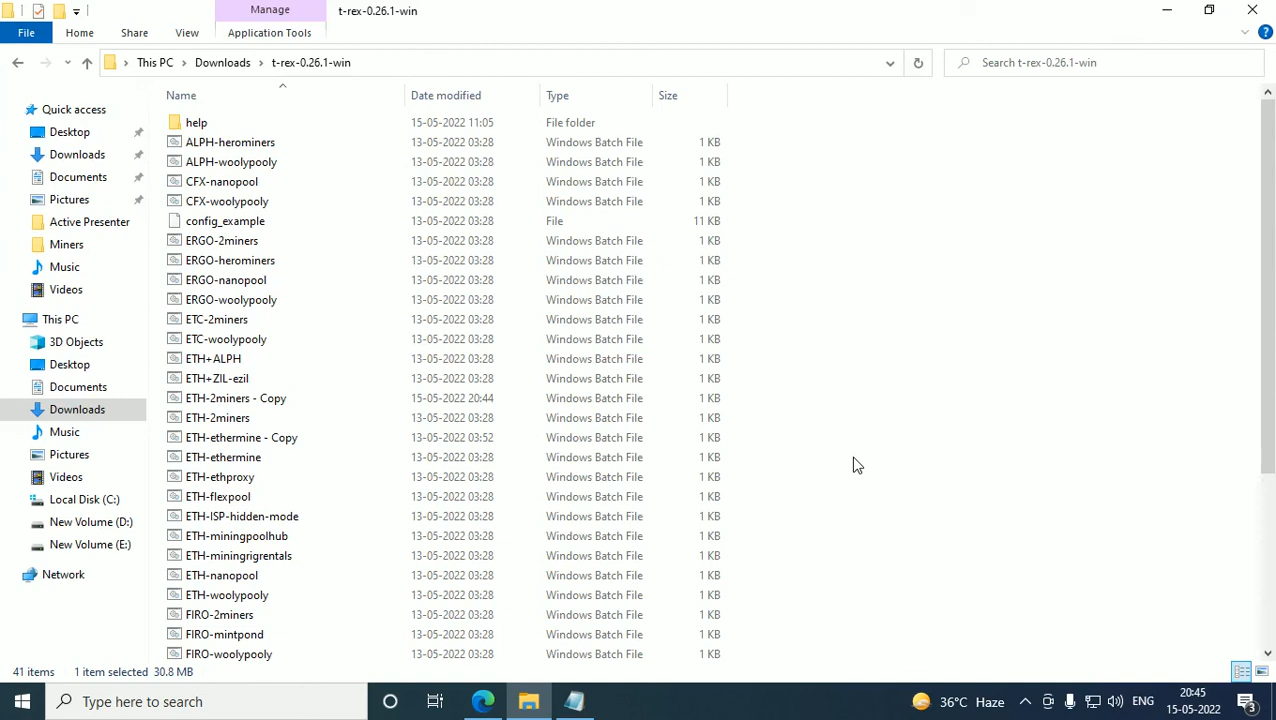 Manage t-rex-0.26.1-win
File Home Share View Application Tools
This PC Downloads t-rex-0.26.1-win Search t-rex-0.26.1-win
Name Date modified Type Size
Quick access
Desktop
Downloads
Documents
Pictures
Active Presenter
Miners
Music
Videos
This PC
3D Objects
Desktop
Documents
Downloads
Music
Pictures
Videos
Local Disk (C:)
New Volume (D:)
New Volume (E:)
Network
help 15-05-2022 11:05 File folder
ALPH-herominers 13-05-2022 03:28 Windows Batch File 1 KB
ALPH-woolypooly 13-05-2022 03:28 Windows Batch File 1 KB
CFX-nanopool 13-05-2022 03:28 Windows Batch File 1 KB
CFX-woolypooly 13-05-2022 03:28 Windows Batch File 1 KB
config_example 13-05-2022 03:28 File 11 KB
ERGO-2miners 13-05-2022 03:28 Windows Batch File 1 KB
ERGO-herominers 13-05-2022 03:28 Windows Batch File 1 KB
ERGO-nanopool 13-05-2022 03:28 Windows Batch File 1 KB
ERGO-woolypooly 13-05-2022 03:28 Windows Batch File 1 KB
ETC-2miners 13-05-2022 03:28 Windows Batch File 1 KB
ETC-woolypooly 13-05-2022 03:28 Windows Batch File 1 KB
ETH+ALPH 13-05-2022 03:28 Windows Batch File 1 KB
ETH+ZIL-ezil 13-05-2022 03:28 Windows Batch File 1 KB
ETH-2miners - Copy 15-05-2022 20:44 Windows Batch File 1 KB
ETH-2miners 13-05-2022 03:28 Windows Batch File 1 KB
ETH-ethermine - Copy 13-05-2022 03:52 Windows Batch File 1 KB
ETH-ethermine 13-05-2022 03:28 Windows Batch File 1 KB
ETH-ethproxy 13-05-2022 03:28 Windows Batch File 1 KB
ETH-flexpool 13-05-2022 03:28 Windows Batch File 1 KB
ETH-ISP-hidden-mode 13-05-2022 03:28 Windows Batch File 1 KB
ETH-miningpoolhub 13-05-2022 03:28 Windows Batch File 1 KB
ETH-miningrigrentals 13-05-2022 03:28 Windows Batch File 1 KB
ETH-nanopool 13-05-2022 03:28 Windows Batch File 1 KB
ETH-woolypooly 13-05-2022 03:28 Windows Batch File 1 KB
FIRO-2miners 13-05-2022 03:28 Windows Batch File 1 KB
FIRO-mintpond 13-05-2022 03:28 Windows Batch File 1 KB
FIRO-woolypooly 13-05-2022 03:28 Windows Batch File 1 KB
41 items 1 item selected 30.8 MB
Type here to search 36°C Haze ENG 20:45
15-05-2022 3